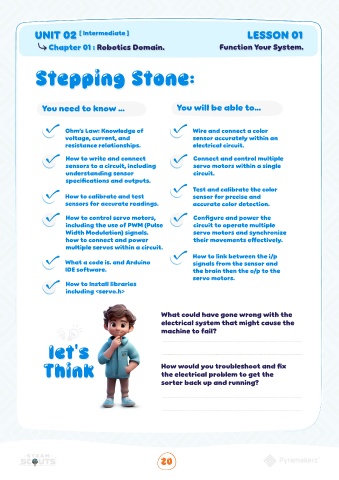 UNIT 02 [ Intermediate ]
LESSON 01
Chapter 01 : Robotics Domain.
Function Your System.
Stepping Stone:
You need to know ...
Ohm's Law: Knowledge of
voltage, current, and
resistance relationships.
How to write and connect
sensors to a circuit, including
understanding sensor
specifications and outputs.
How to calibrate and test
sensors for accurate readings.
How to control servo motors,
including the use of PWM (Pulse
Width Modulation) signals.
how to connect and power
multiple servos within a circuit.
What a code is. and Arduino
IDE software.
How to install libraries
including <servo.h>
You will be able to...
Wire and connect a color
sensor accurately within an
electrical circuit.
Connect and control multiple
servo motors within a single
circuit.
Test and calibrate the color
sensor for precise and
accurate color detection.
Configure and power the
circuit to operate multiple
servo motors and synchronize
their movements effectively.
How to link between the i/p
signals from the sensor and
the brain then the o/p to the
servo motors.
let's
Think
What could have gone wrong with the
electrical system that might cause the
machine to fail?
How would you troubleshoot and fix
the electrical problem to get the
sorter back up and running?
STEAM
SCOUTS
20
Pyramakerz